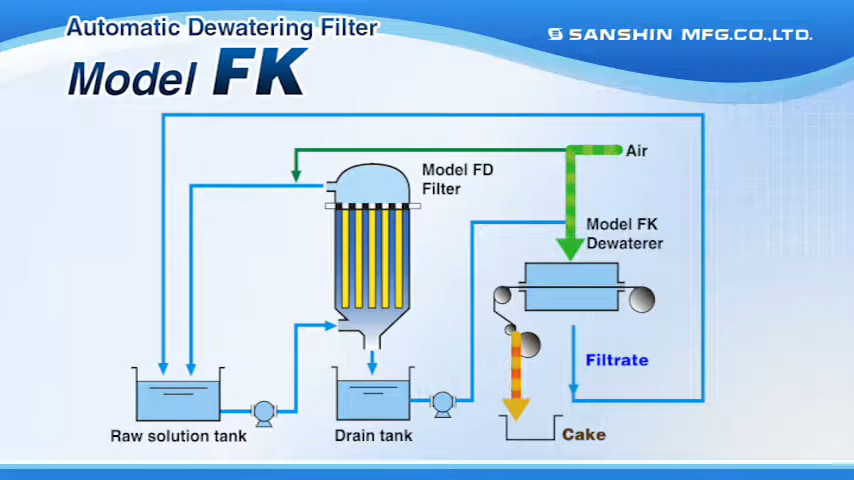 Automatic Dewatering Filter
Model FK
SANSHIN MFG.CO.,LTD.
Air
Model FD
Filter
Model FK
Dewaterer
Filtrate
Raw solution tank
Drain tank
Cake